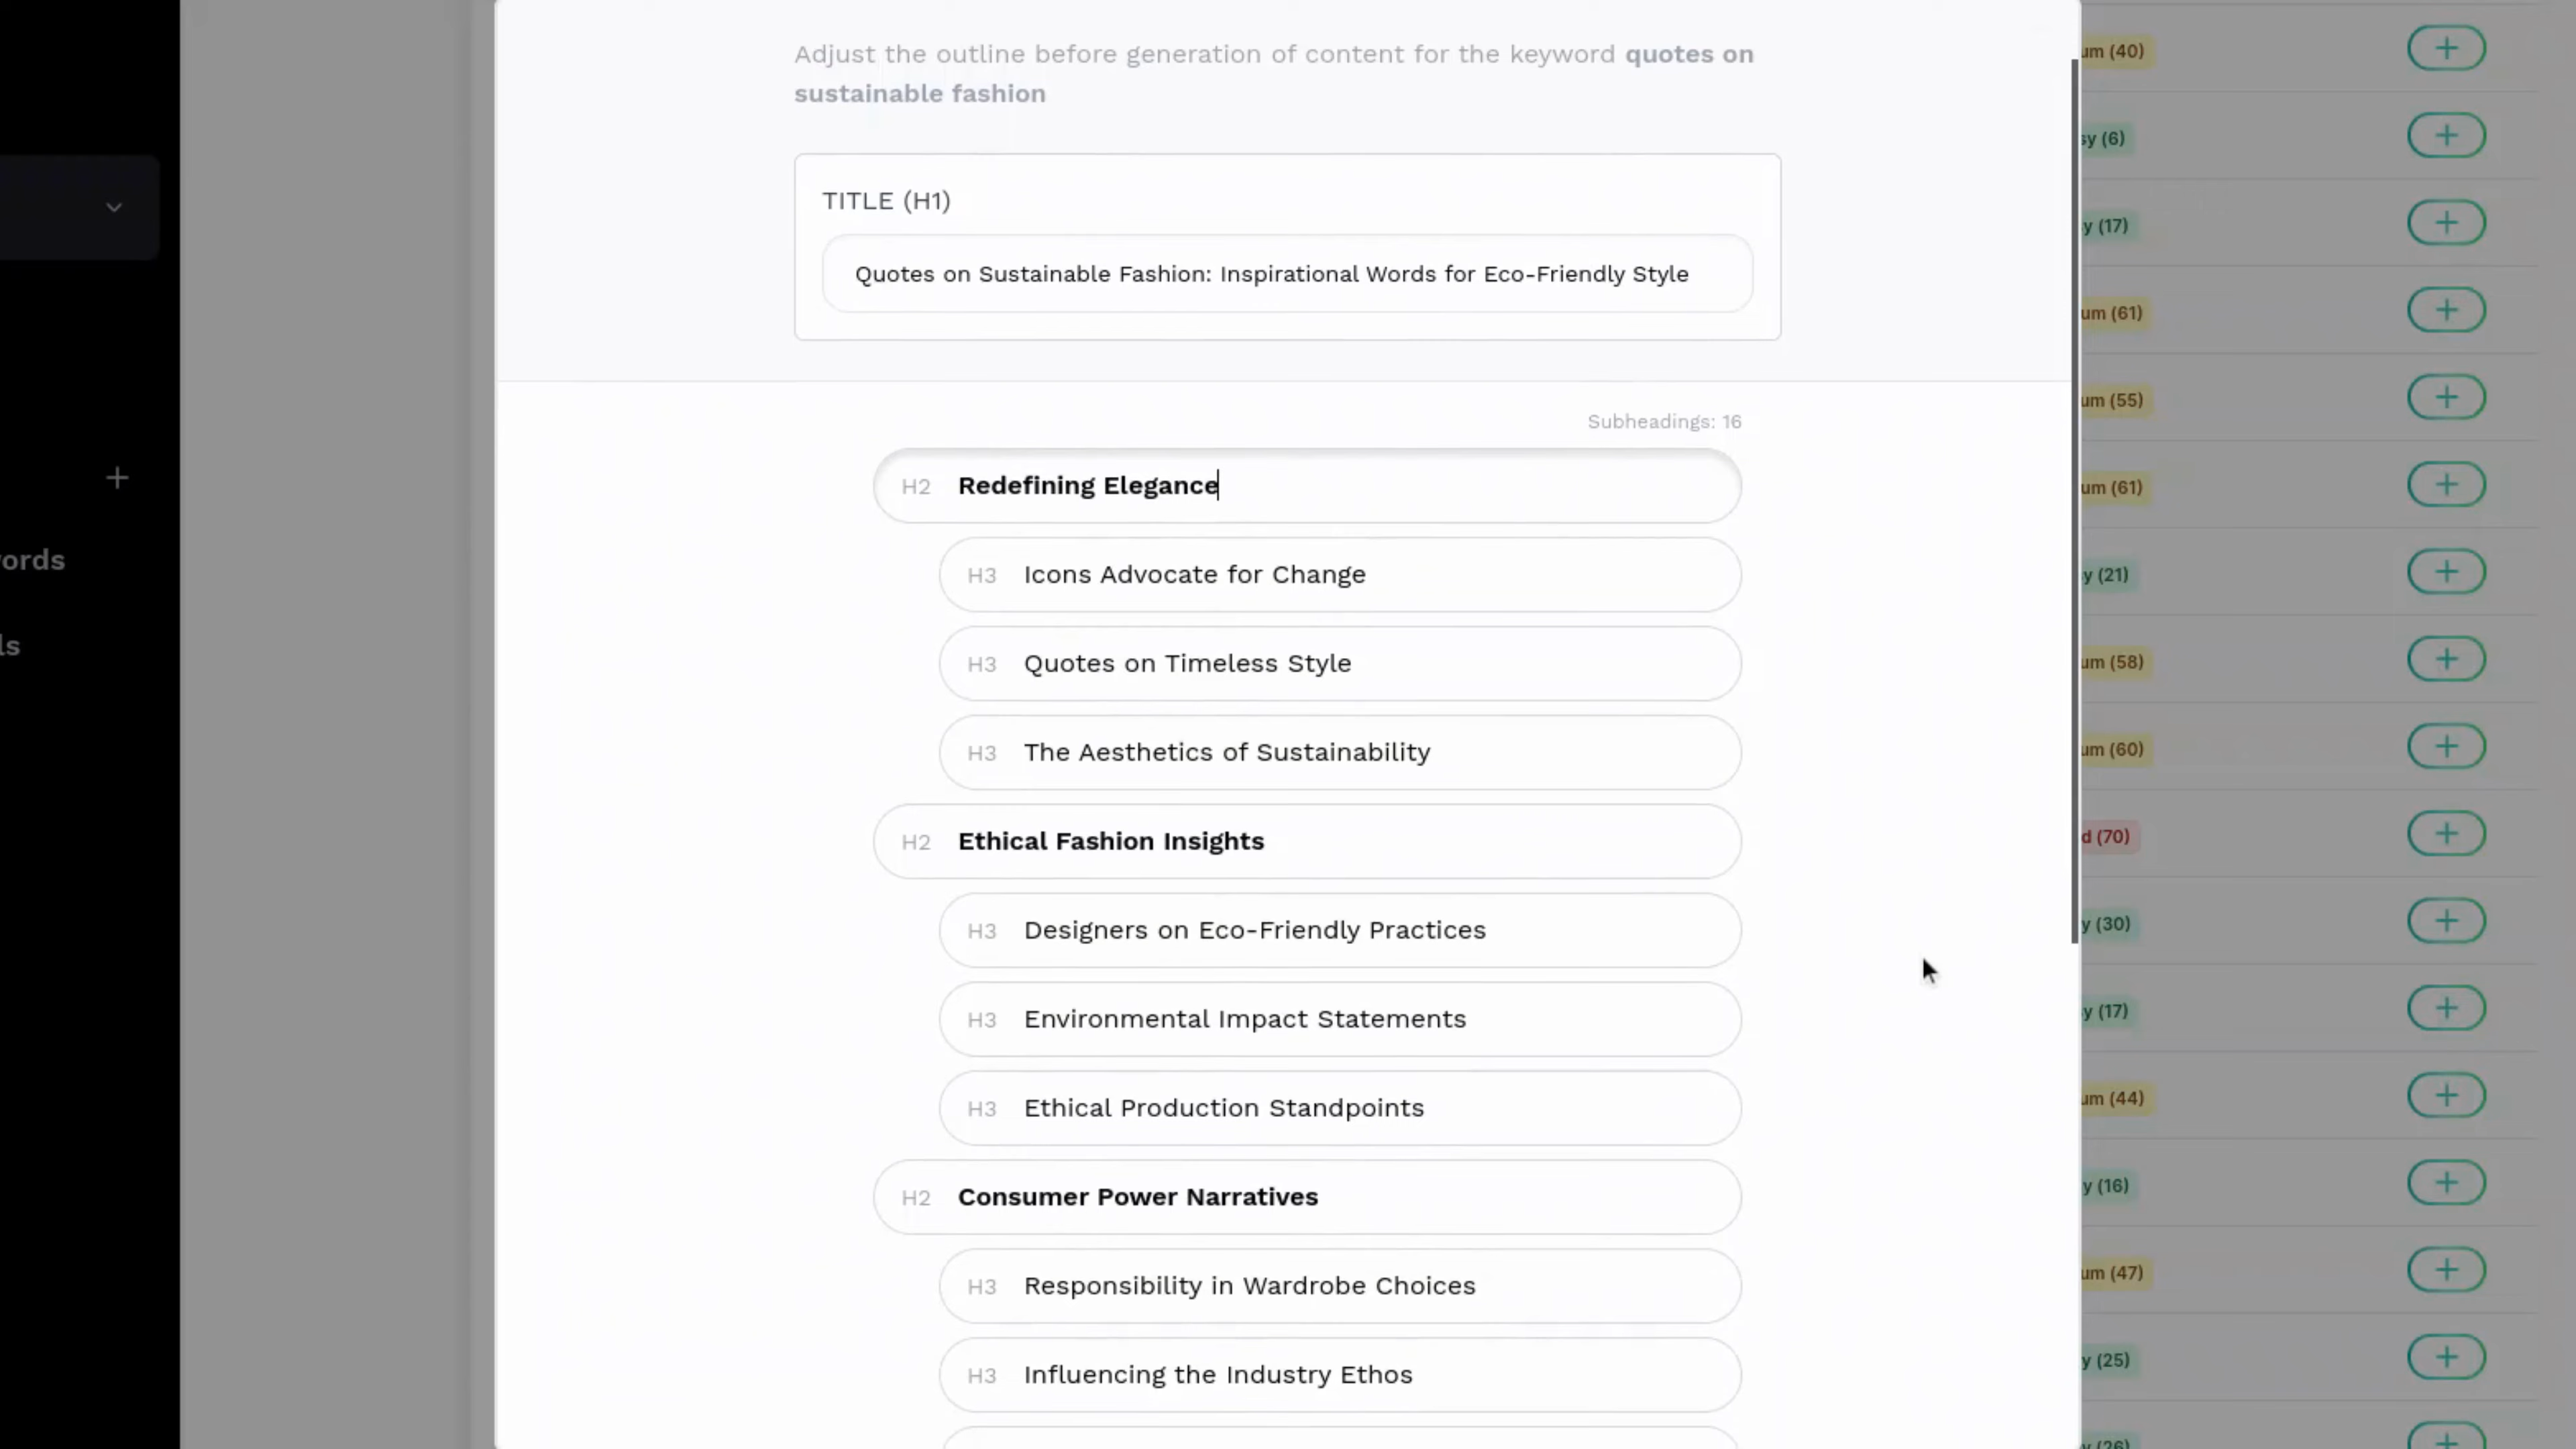 Adjust the outline before generation of content for the keyword quotes on
sustainable fashion
TITLE (H1)
Quotes on Sustainable Fashion: Inspirational Words for Eco-Friendly Style
Subheadings: 16
H2 Redefining Elegance
H3 Icons Advocate for Change
H3 Quotes on Timeless Style
H3 The Aesthetics of Sustainability
H2 Ethical Fashion Insights
H3 Designers on Eco-Friendly Practices
H3 Environmental Impact Statements
H3 Ethical Production Standpoints
H2 Consumer Power Narratives
H3 Responsibility in Wardrobe Choices
H3 Influencing the Industry Ethos
ords
ls
um (40)
sy (6)
y (17)
um (61)
um (55)
um (61)
y (21)
um (58)
um (60)
d (70)
y (30)
y (17)
um (44)
y (16)
um (47)
y (25)